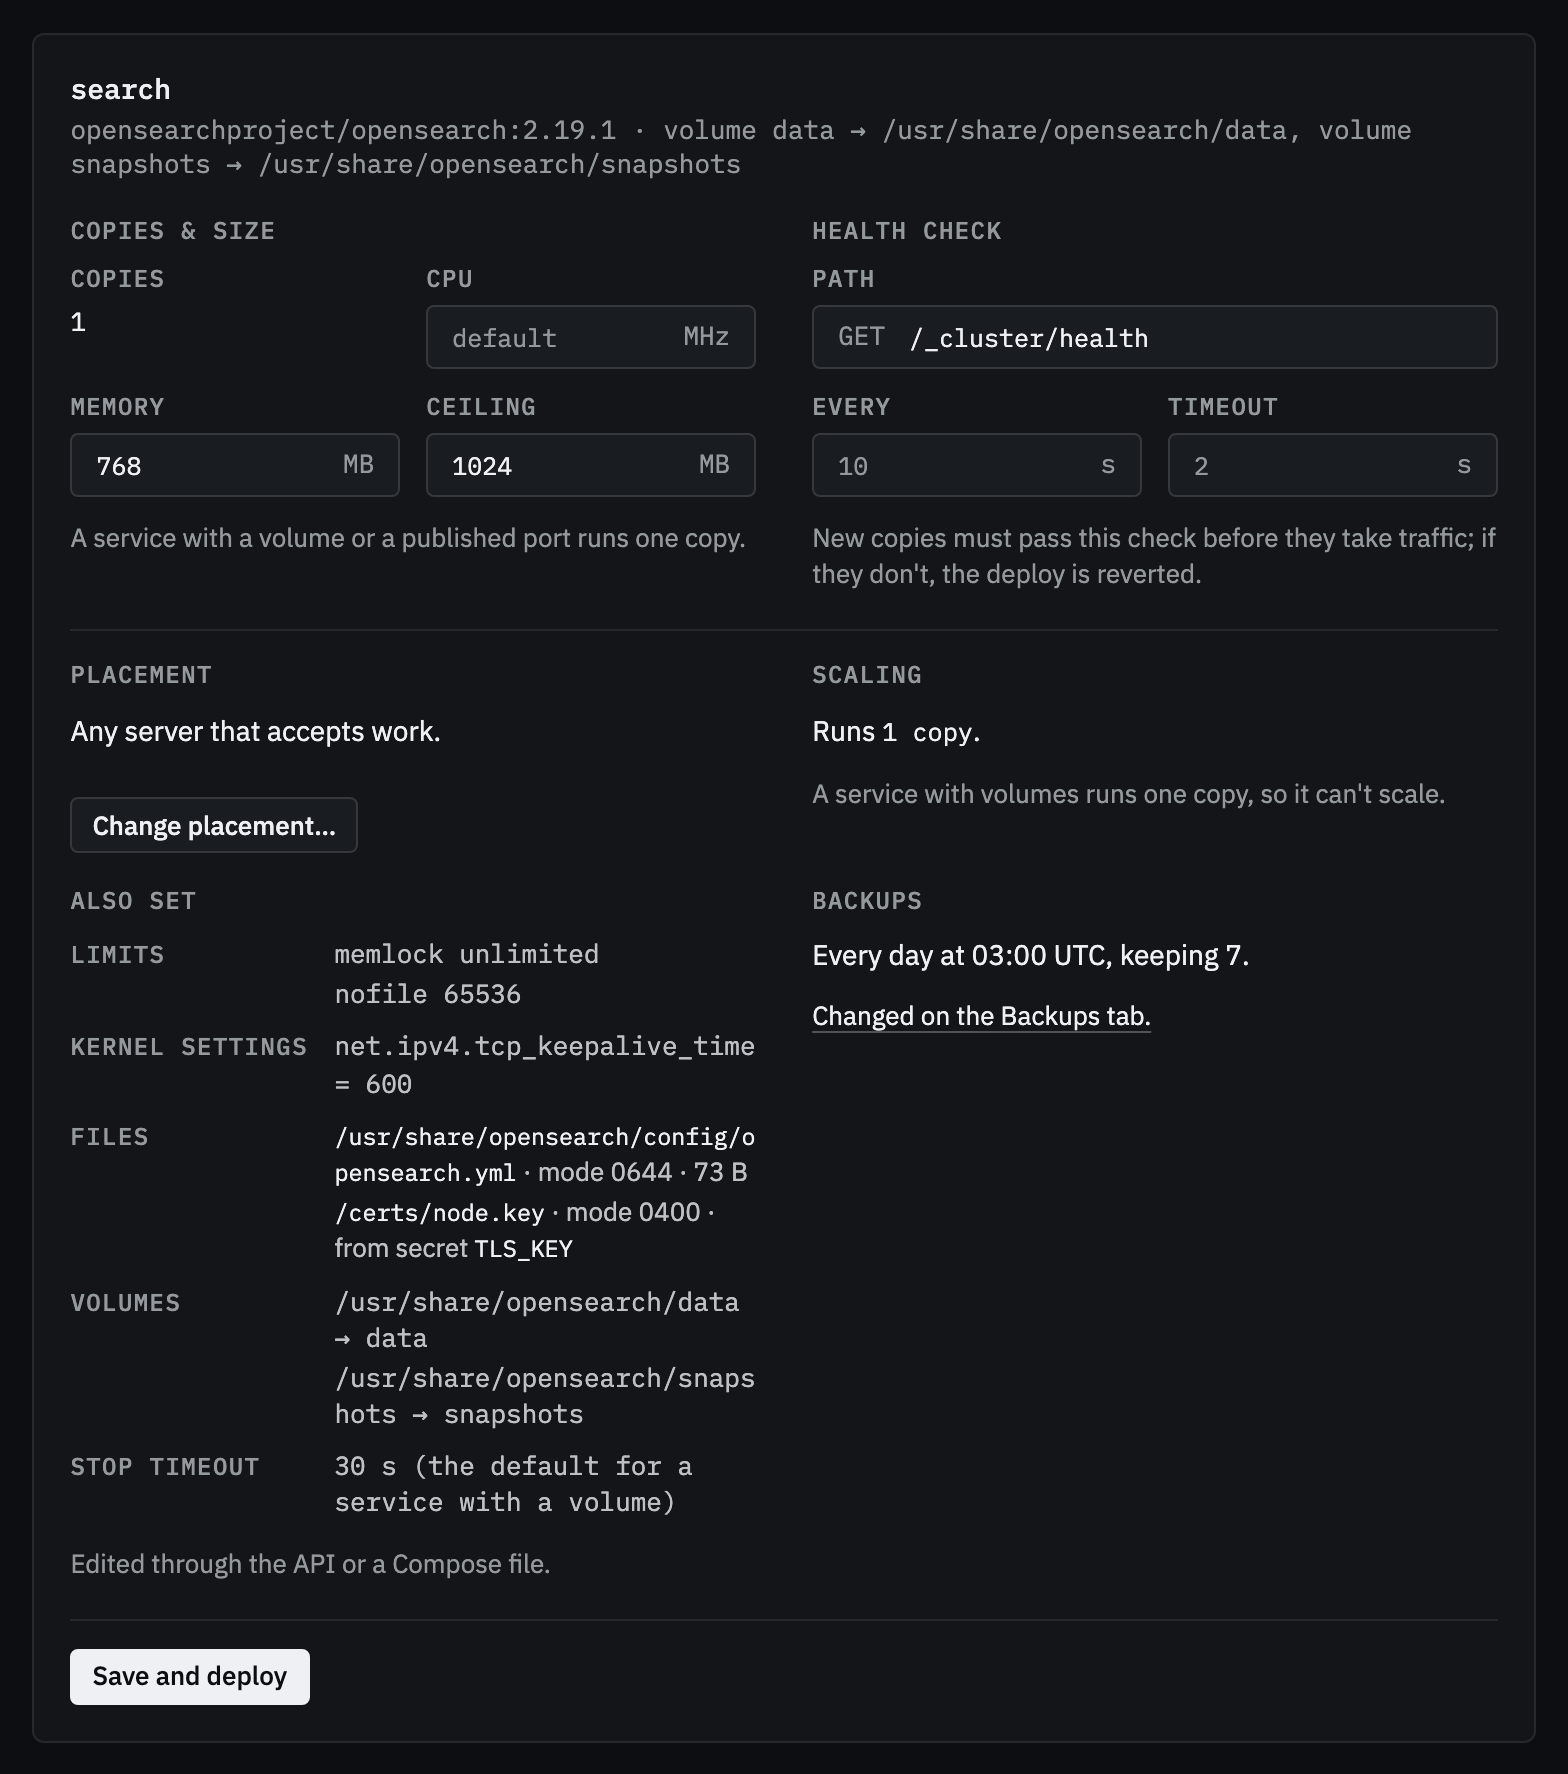 search
opensearchproject/opensearch:2.19.1 · volume data → /usr/share/opensearch/data, volume
snapshots → /usr/share/opensearch/snapshots
COPIES & SIZE
COPIES
1
CPU
default MHz
MEMORY
768 MB
CEILING
1024 MB
A service with a volume or a published port runs one copy.
HEALTH CHECK
PATH
GET /_cluster/health
EVERY
10 s
TIMEOUT
2 s
New copies must pass this check before they take traffic; if
they don't, the deploy is reverted.
PLACEMENT
Any server that accepts work.
Change placement...
SCALING
Runs 1 copy.
A service with volumes runs one copy, so it can't scale.
ALSO SET
LIMITS
memlock unlimited
nofile 65536
KERNEL SETTINGS
net.ipv4.tcp_keepalive_time
= 600
FILES
/usr/share/opensearch/config/o
pensearch.yml · mode 0644 · 73 B
/certs/node.key · mode 0400 ·
from secret TLS_KEY
VOLUMES
/usr/share/opensearch/data
→ data
/usr/share/opensearch/snaps
hots → snapshots
STOP TIMEOUT
30 s (the default for a
service with a volume)
Edited through the API or a Compose file.
BACKUPS
Every day at 03:00 UTC, keeping 7.
Changed on the Backups tab.
Save and deploy